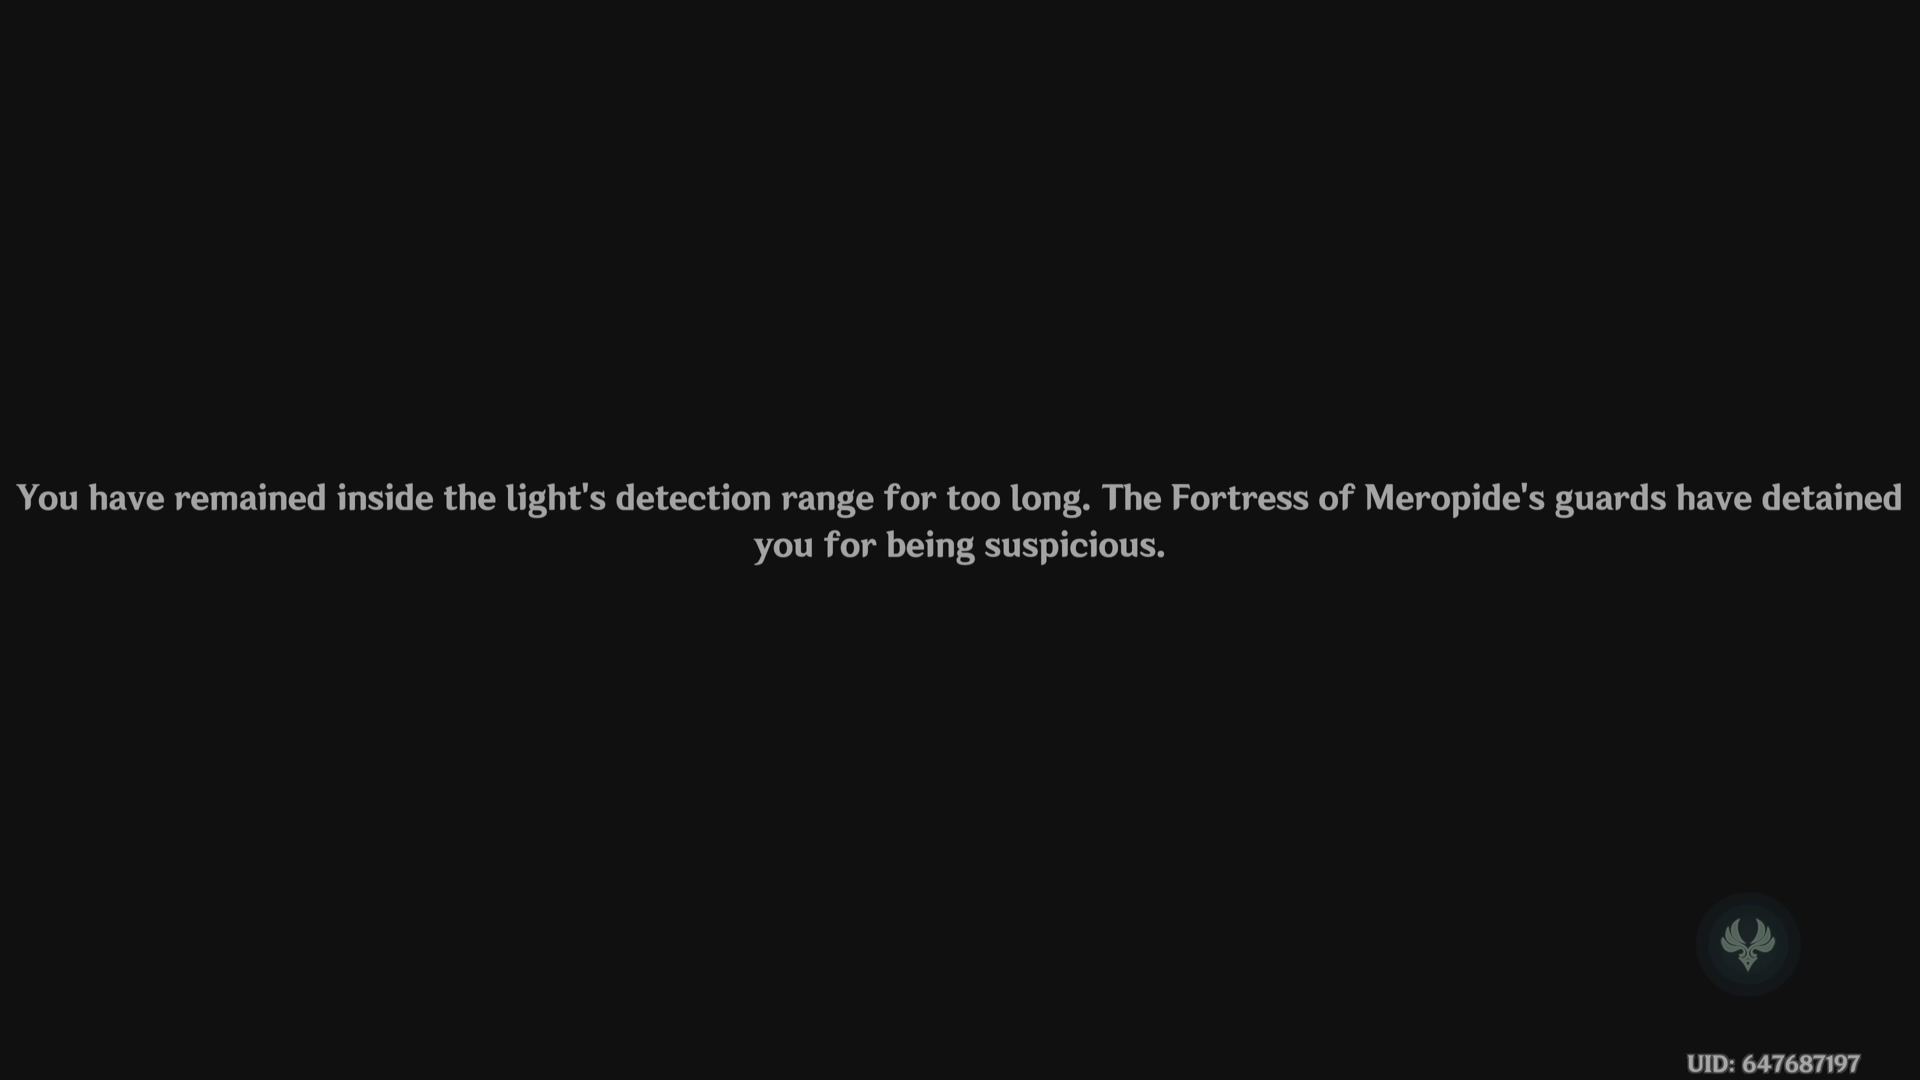 You have remained inside the light's detection range for too long. The Fortress of Meropide's guards have detained
you for being suspicious.
UID: 647687197